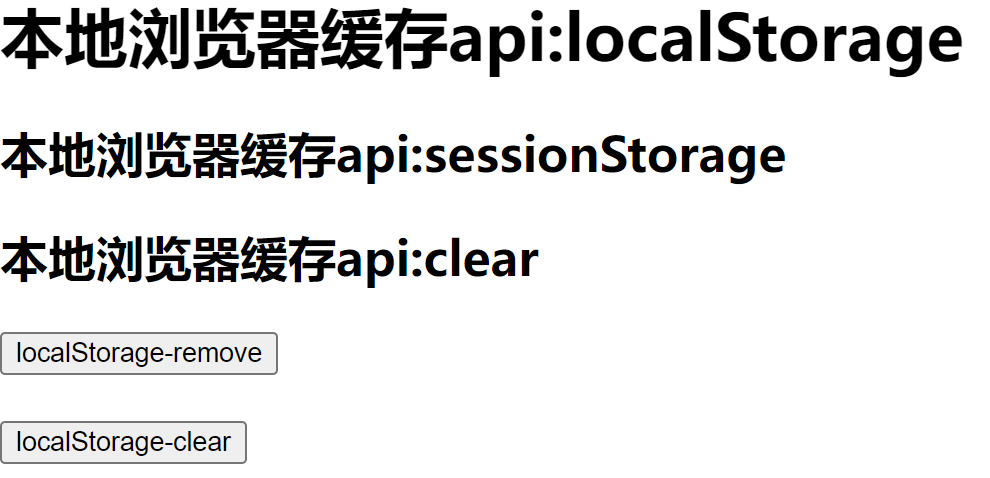 本地浏览器缓存api:localStorage
本地浏览器缓存api:sessionStorage
本地浏览器缓存api:clear
localStorage-remove
localStorage-clear